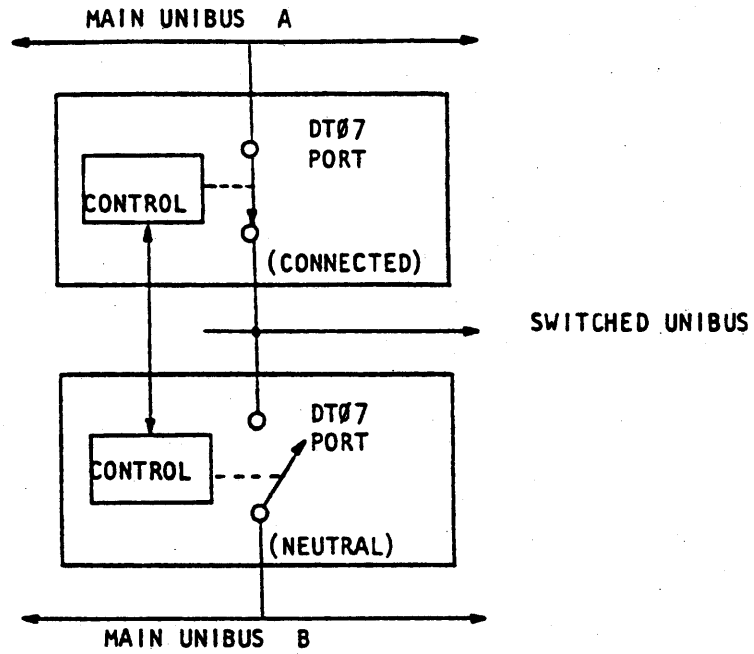 MAIN UNIBUS A
DTØ7
PORT
CONTROL
(CONNECTED)
SWITCHED UNIBUS
DTØ7
PORT
CONTROL
(NEUTRAL)
MAIN UNIBUS B